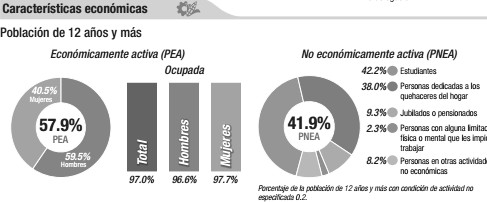 Características económicas
Población de 12 años y más
Económicamente activa (PEA)
40.5%
Mujeres
57.9%
PEA
59.5%
Hombres
Ocupada
Total
Hombres
Mujeres
97.0%
96.6%
97.7%
No económicamente activa (PNEA)
41.9%
PNEA
42.2% Estudiantes
38.0% Personas dedicadas a los
quehaceres del hogar
9.3% Jubilados o pensionados
2.3% Personas con alguna
física o mental que les
trabajar
8.2% Personas en otras
no económicas
Porcentaje de la población de 12 años y más con condición de actividad no
especificada 0.2.